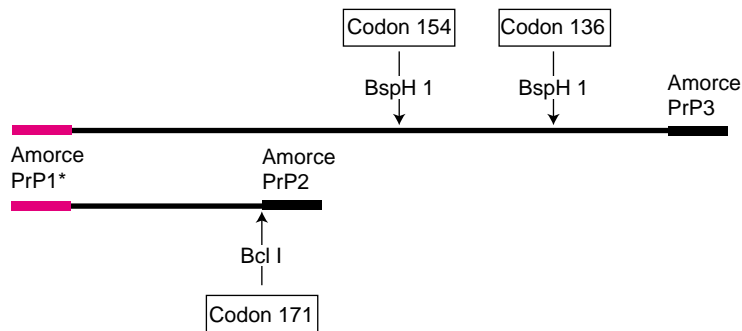 Codon 154
Codon 136
BspH 1
BspH 1
Amorce
PrP3
Amorce
PrP1*
Amorce
PrP2
Bcl I
Codon 171